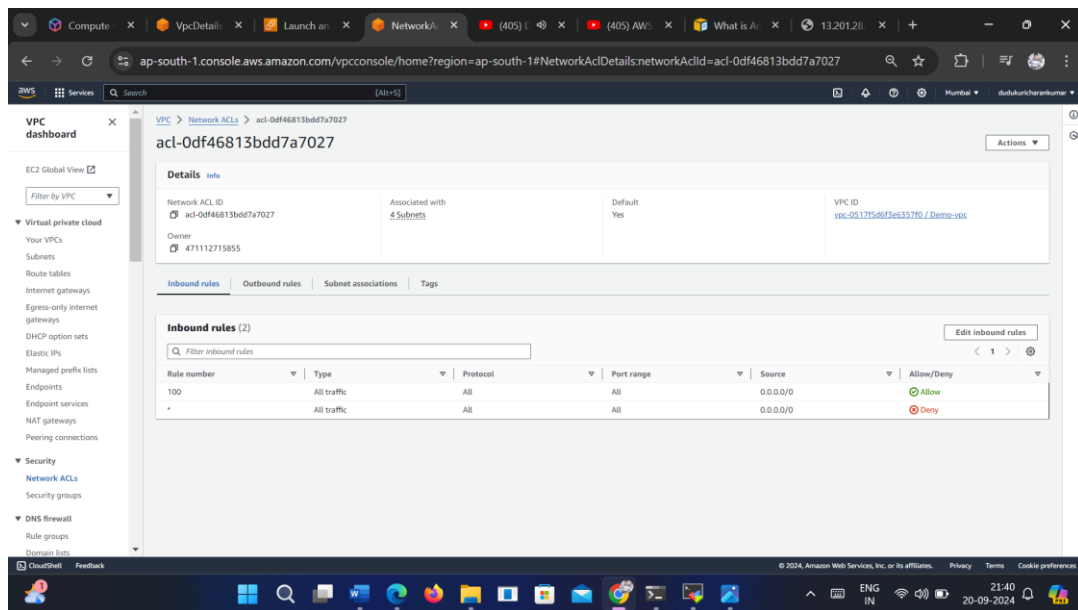 Compute
VpcDetails
Launch an
NetworkAc
(405)
(405) AWS
What is An
13.201.28.
ap-south-1.console.aws.amazon.com/vpcconsole/home?region=ap-south-1#NetworkAclDetails:networkAclId=acl-0df46813bdd7a7027
aws Services Search [Alt+S] Mumbai dudukuricharankumar
VPC dashboard
EC2 Global View
Filter by VPC
Virtual private cloud
Your VPCs
Subnets
Route tables
Internet gateways
Egress-only internet
gateways
DHCP option sets
Elastic IPs
Managed prefix lists
Endpoints
Endpoint services
NAT gateways
Peering connections
Security
Network ACLs
Security groups
DNS firewall
Rule groups
Domain lists
VPC > Network ACLs > acl-0df46813bdd7a7027
acl-0df46813bdd7a7027
Actions
Details Info
Network ACL ID
acl-0df46813bdd7a7027
Associated with
4 Subnets
Default
Yes
VPC ID
vpc-0517f5d6f3e6357f0 / Demo-vpc
Owner
471112715855
Inbound rules Outbound rules Subnet associations Tags
Inbound rules (2)
Edit inbound rules
Filter inbound rules
< 1 >
Rule number Type Protocol Port range Source Allow/Deny
100 All traffic All All 0.0.0.0/0 Allow
* All traffic All All 0.0.0.0/0 Deny
CloudShell Feedback © 2024, Amazon Web Services, Inc. or its affiliates. Privacy Terms Cookie preferences
ENG
IN
21:40
20-09-2024